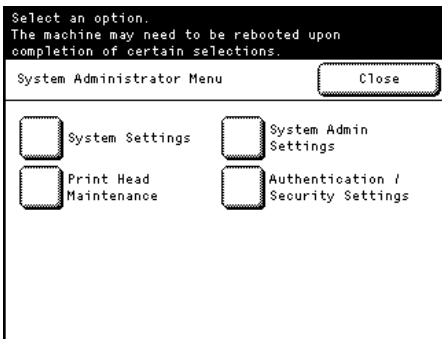 Select an option.
The machine may need to be rebooted upon
completion of certain selections.
System Administrator Menu
Close
System Settings
System Admin
Settings
Print Head
Maintenance
Authentication /
Security Settings